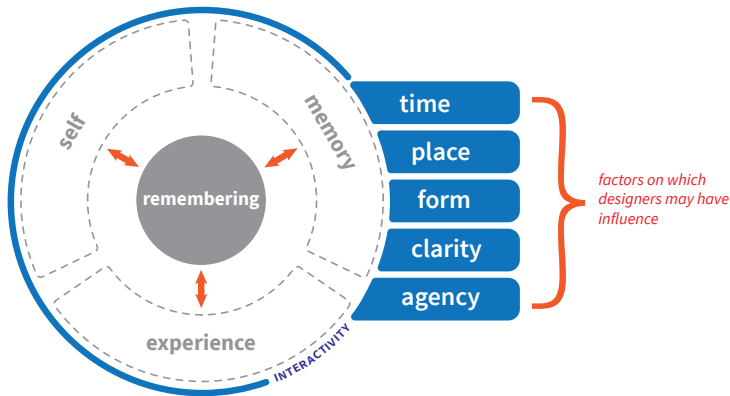 self
memory
remembering
experience
INTERACTIVITY
time
place
form
clarity
agency
factors on which
designers may have
influence